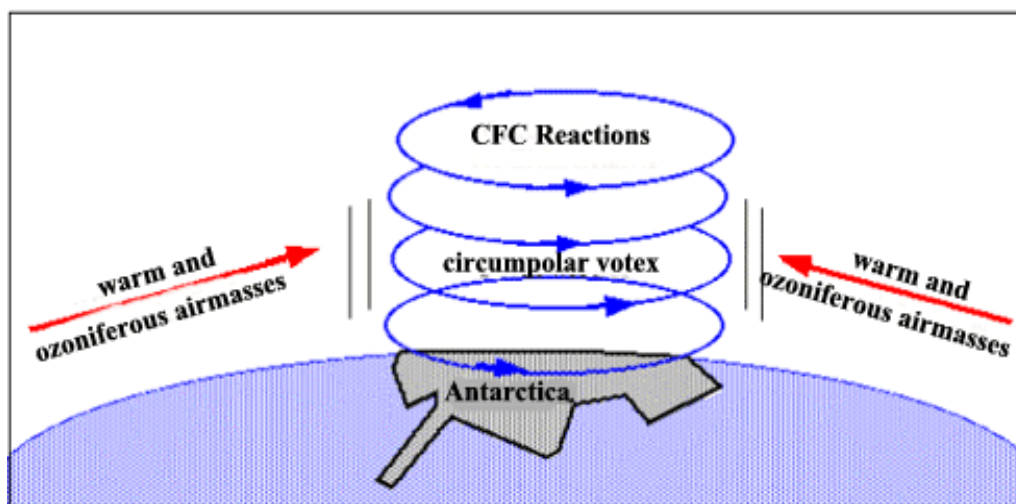 CFC Reactions
circumpolar votex
warm and
ozoniferous airmasses
warm and
ozoniferous airmasses
Antarctica